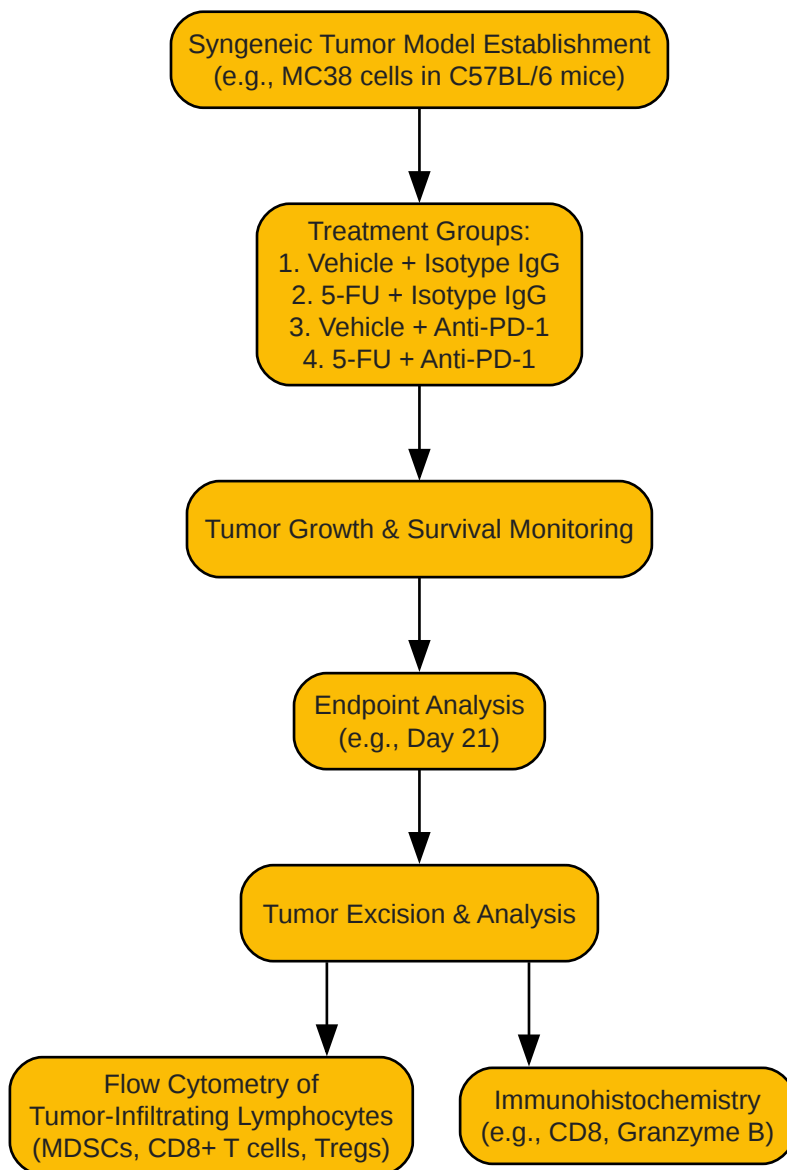 Syngeneic Tumor Model Establishment
(e.g., MC38 cells in C57BL/6 mice)
Treatment Groups:
1. Vehicle + Isotype IgG
2. 5-FU + Isotype IgG
3. Vehicle + Anti-PD-1
4. 5-FU + Anti-PD-1
Tumor Growth & Survival Monitoring
Endpoint Analysis
(e.g., Day 21)
Tumor Excision & Analysis
Flow Cytometry of
Tumor-Infiltrating Lymphocytes
(MDSCs, CD8+ T cells, Tregs)
Immunohistochemistry
(e.g., CD8, Granzyme B)